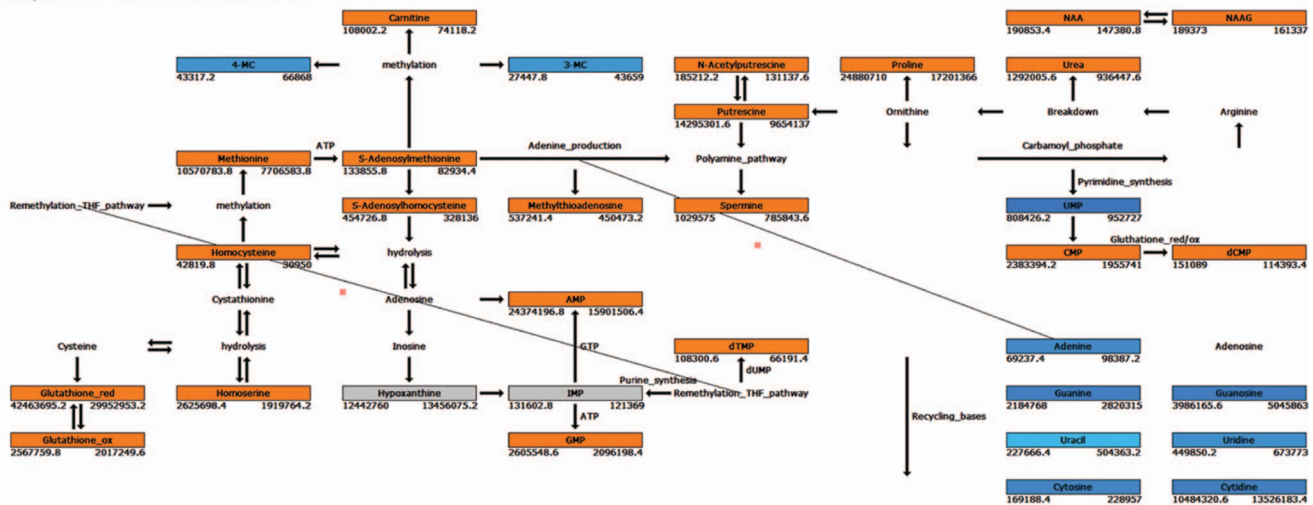 Carnitine
108002.2 74118.2
NAA NAAG
190853.4 147380.8 189373 161337
4-MC methylation 3-MC N-Acetylputrescine Proline Urea
43317.2 66868 27447.8 43659 185212.2 131137.6 24880710 17201366 1292005.6 936447.6
Putrescine Ornithine Breakdown Arginine
14295301.6 9654137
ATP Adenine_production Carbamoyl_phosphate
Methionine S-Adenosylmethionine Polyamine_pathway
10570783.8 7706583.8 133855.8 82934.4
Pyrimidine_synthesis
Remethylation_THF_pathway methylation S-Adenosylhomocysteine Methylthioadenosine Spermine UMP
454726.8 328136 537241.4 450473.2 1029575 785843.6 808426.2 952727
Gluthatione_red/ox
Homocysteine hydrolysis CMP dCMP
42819.8 30950 2383394.2 1955741 151089 114393.4
Cystathionine Adenosine AMP
24374196.8 15901506.4
Cysteine hydrolysis Inosine GTP dTMP Adenine Adenosine
108300.6 66191.4 69237.4 98387.2
dUMP
Purine_synthesis
Glutathione_red Homoserine Hypoxanthine IMP Remethylation_THF_pathway Guanine Guanosine
42463695.2 29952953.2 2625698.4 1919764.2 12442760 13456075.2 131602.8 121369 2184768 2820315 3986165.6 5045863
ATP Recycling_bases
Glutathione_ox GMP Uracil Uridine
2567759.8 2017249.6 2605548.6 2096198.4 227666.4 504363.2 449850.2 673773
Cytosine Cytidine
169188.4 228957 10484320.6 13526183.4